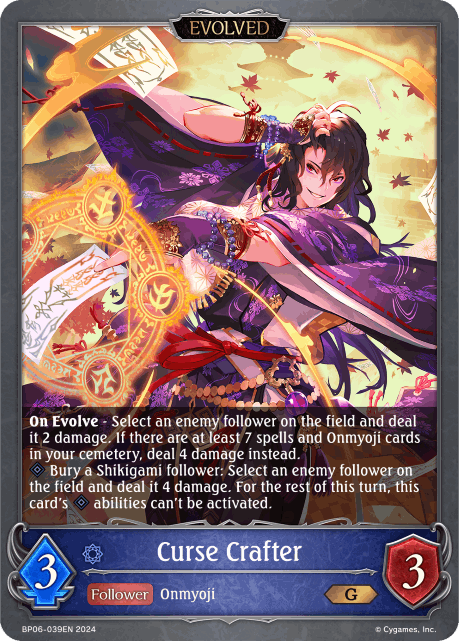 EVOLVED
On Evolve - Select an enemy follower on the field and deal
it 2 damage. If there are at least 7 spells and Onmyoji cards
in your cemetery, deal 4 damage instead.
Bury a Shikigami follower: Select an enemy follower on
the field and deal it 4 damage. For the rest of this turn, this
card's abilities can't be activated.
Curse Crafter
3
3
Follower Onmyoji G
BP06-039EN 2024 © Cygames, Inc.